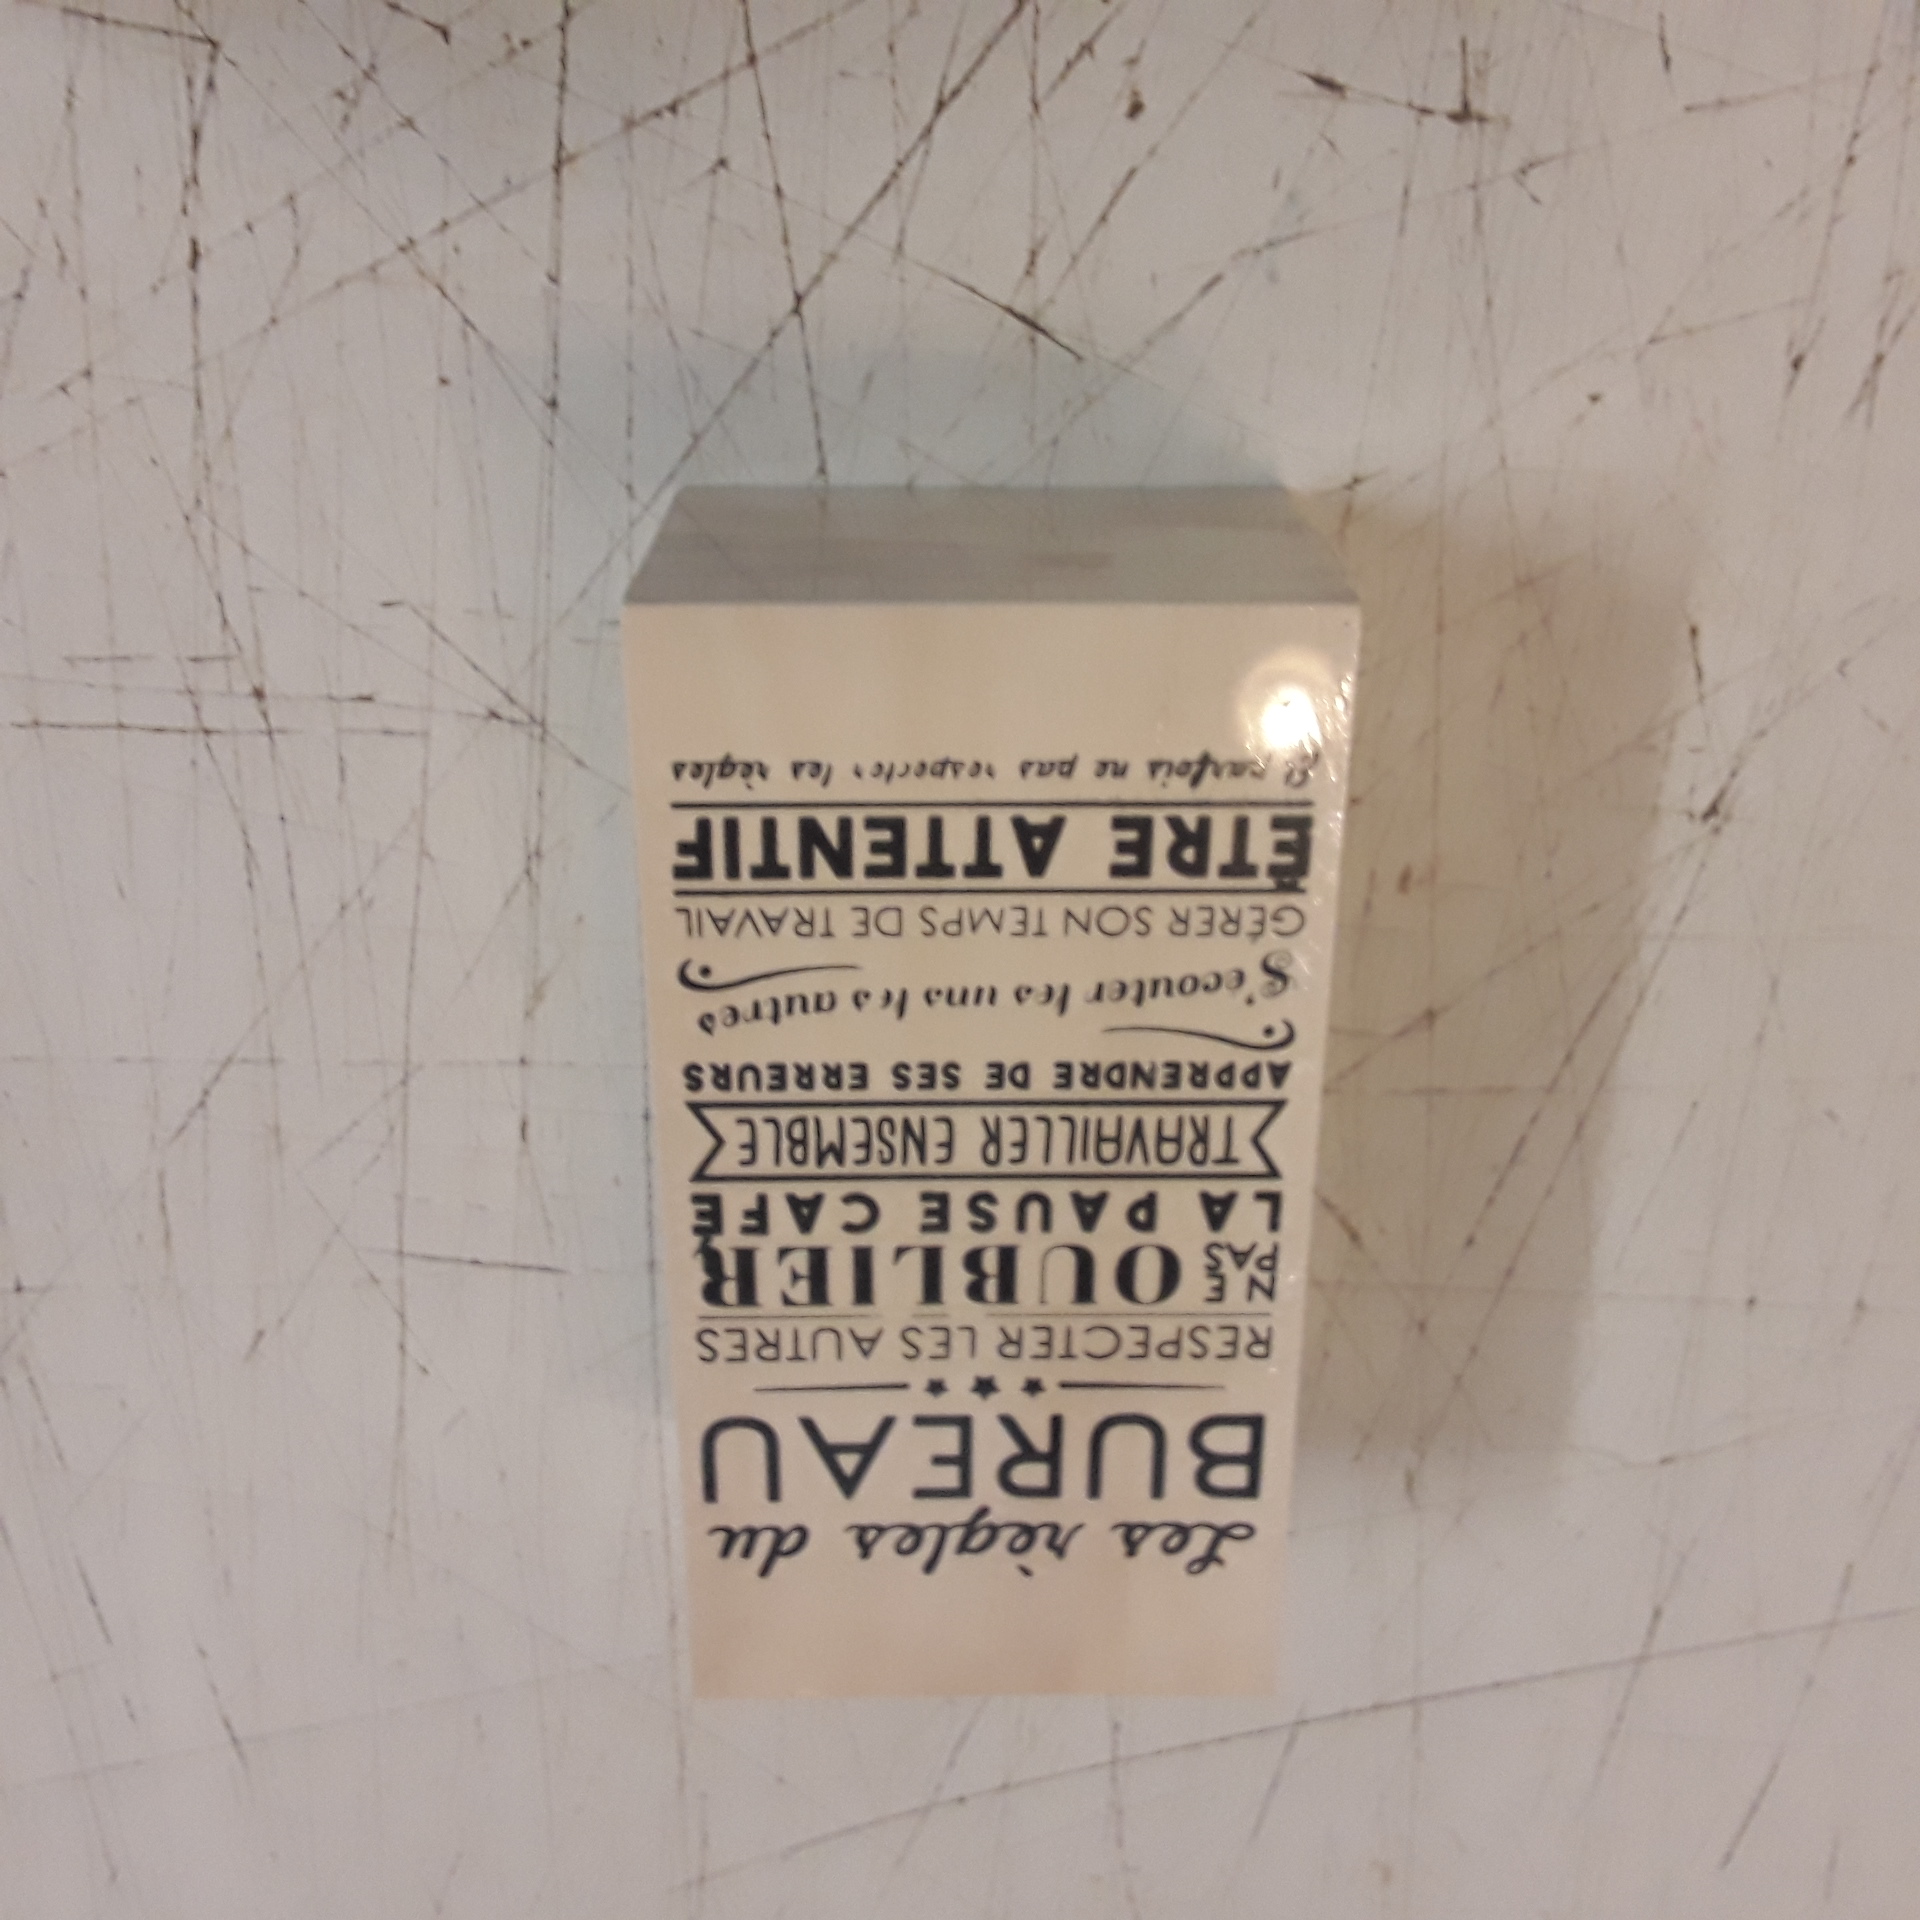 Les règles du
BUREAU
RESPECTER LES AUTRES
NE PAS OUBLIER
LA PAUSE CAFÉ
TRAVAILLER ENSEMBLE
APPRENDRE DE SES ERREURS
S'écouter les uns les autres
GÉRER SON TEMPS DE TRAVAIL
ÊTRE ATTENTIF
Et parfois ne pas respecter les règles